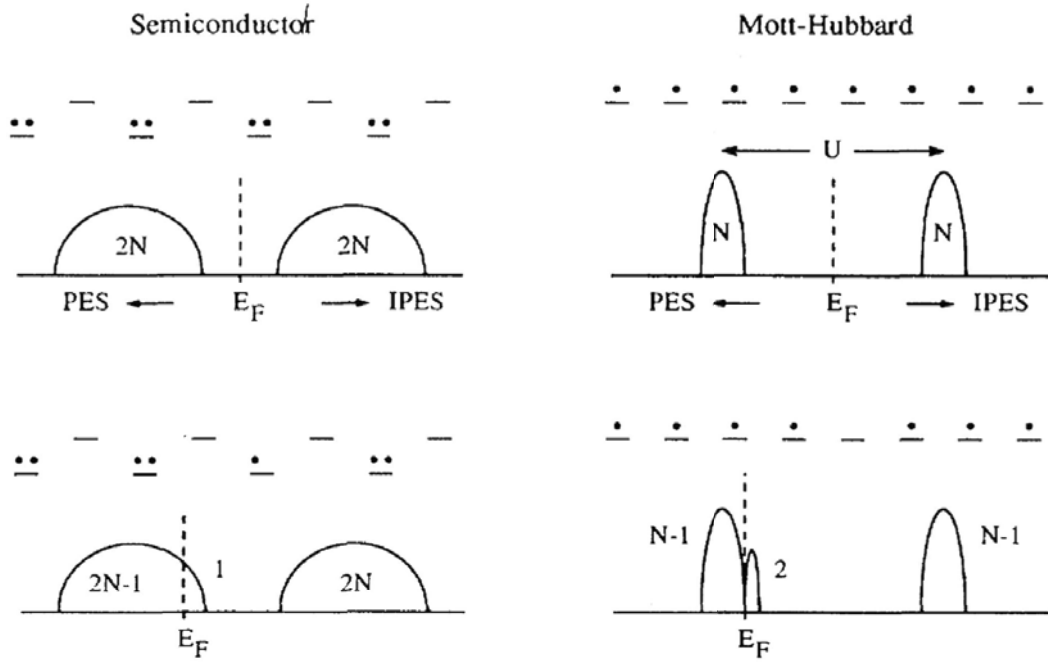 Semiconductor
Mott-Hubbard
U
2N
2N
N
N
PES
E_F
IPES
PES
E_F
IPES
2N-1
1
2N
N-1
2
N-1
E_F
E_F